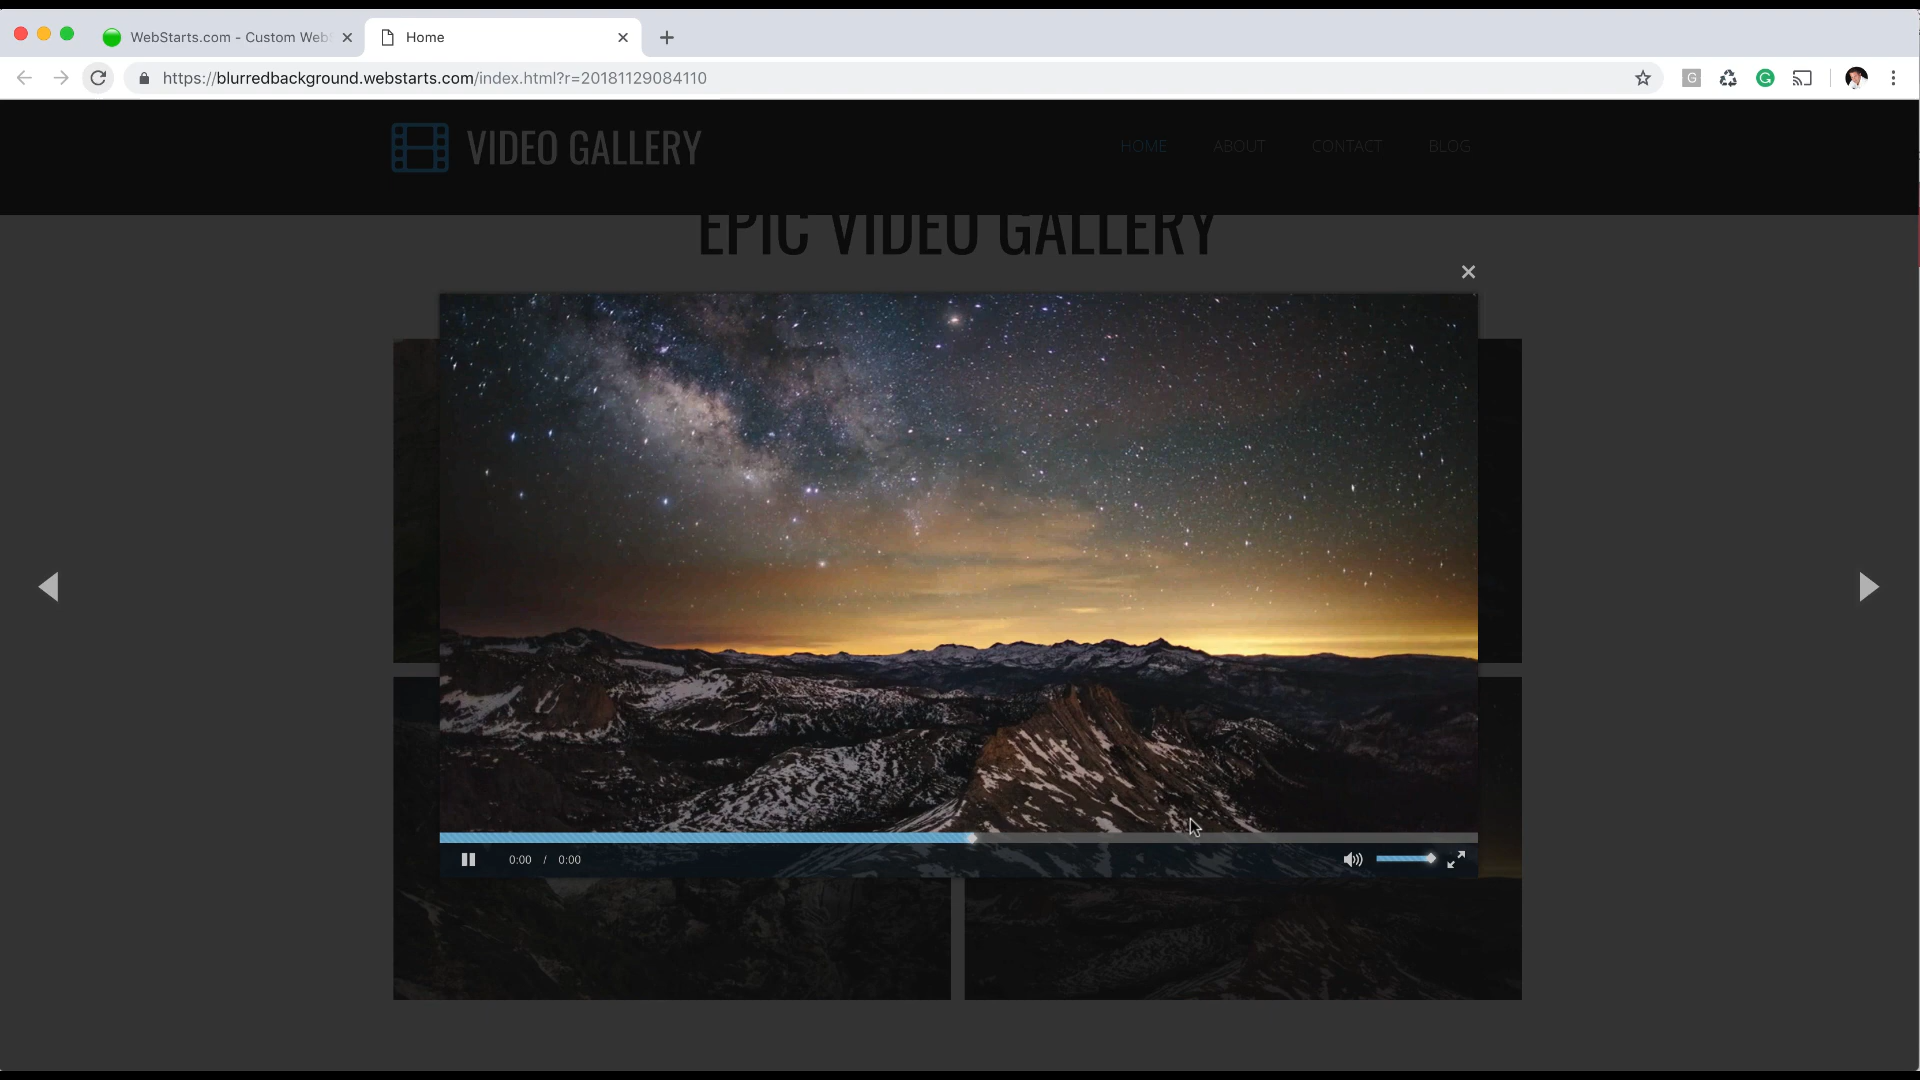 WebStarts.com - Custom Web
Home
https://blurredbackground.webstarts.com/index.html?r=20181129084110
G
G
VIDEO GALLERY
HOME
ABOUT
CONTACT
BLOG
EPIC VIDEO GALLERY
0:00 / 0:00